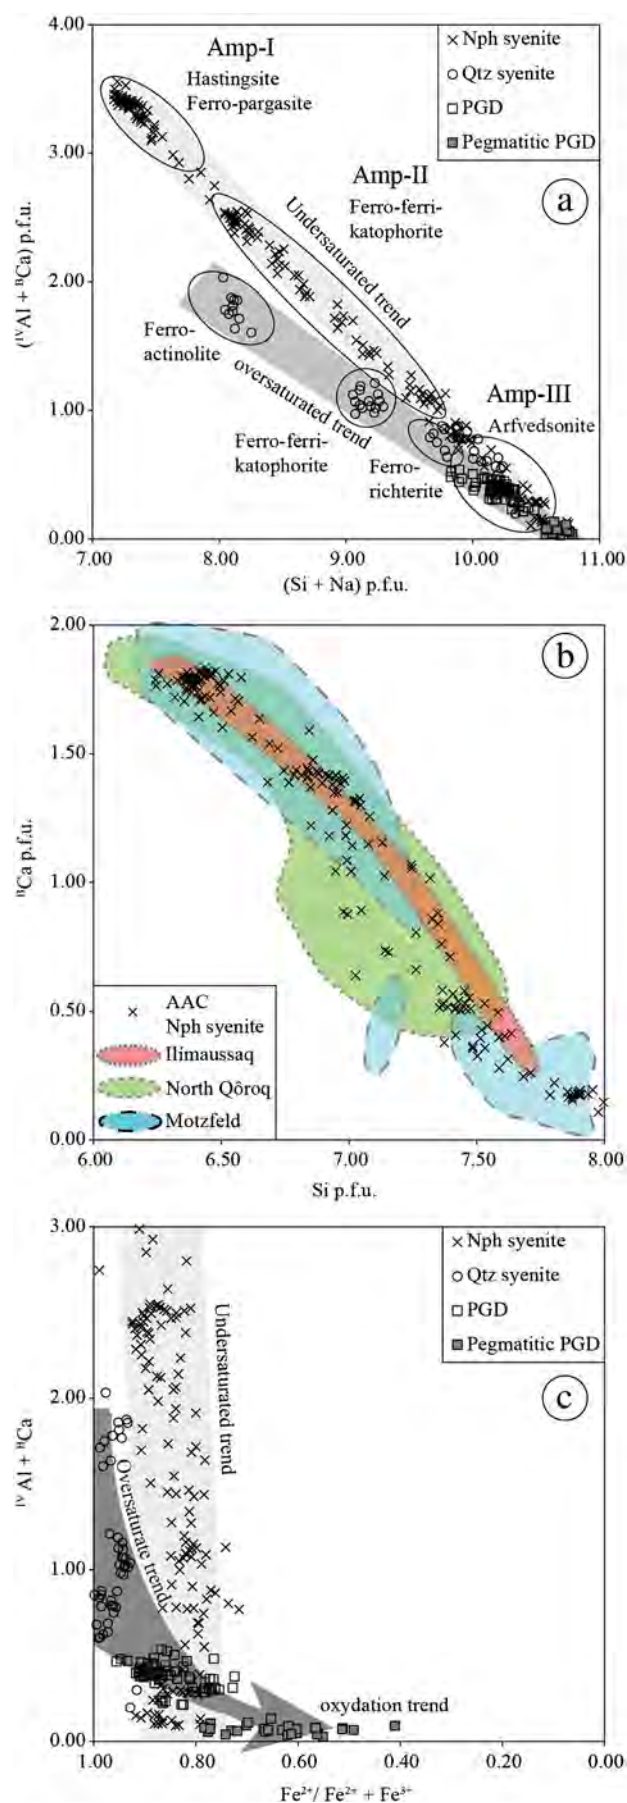 4.00
3.00
2.00
1.00
0.00
(ᴵⱽAl + ᴮCa) p.f.u.
Amp-I
Hastingsite
Ferro-pargasite
× Nph syenite
○ Qtz syenite
□ PGD
■ Pegmatitic PGD
a
Amp-II
Ferro-ferri-
katophorite
Undersaturated trend
Ferro-
actinolite
oversaturated trend
Amp-III
Arfvedsonite
Ferro-ferri-
katophorite
Ferro-
richterite
7.00 8.00 9.00 10.00 11.00
(Si + Na) p.f.u.
2.00
1.50
1.00
0.50
0.00
ᴮCa p.f.u.
b
× AAC
Nph syenite
Ilímaussaq
North Qôroq
Motzfeld
6.00 6.50 7.00 7.50 8.00
Si p.f.u.
3.00
2.00
1.00
0.00
ᴵⱽAl + ᴮCa
× Nph syenite
○ Qtz syenite
□ PGD
■ Pegmatitic PGD
c
Undersaturated trend
Oversaturate trend
oxydation trend
1.00 0.80 0.60 0.40 0.20 0.00
Fe²⁺/ Fe²⁺ + Fe³⁺